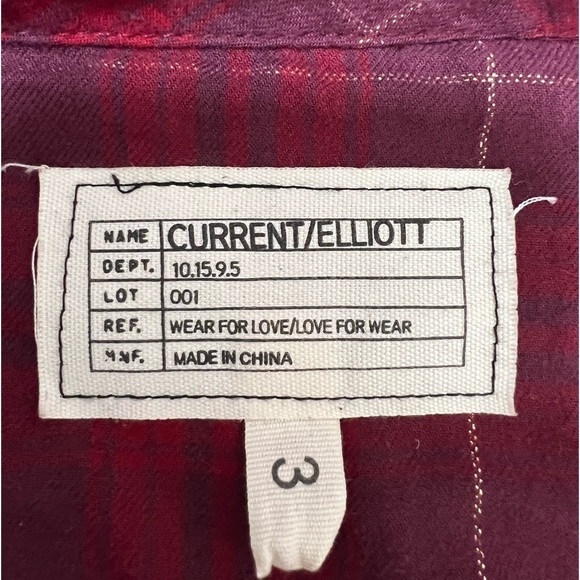 NAME CURRENT/ELLIOTT
DEPT. 10.15.9.5
LOT 001
REF. WEAR FOR LOVE/LOVE FOR WEAR
MNF. MADE IN CHINA
3